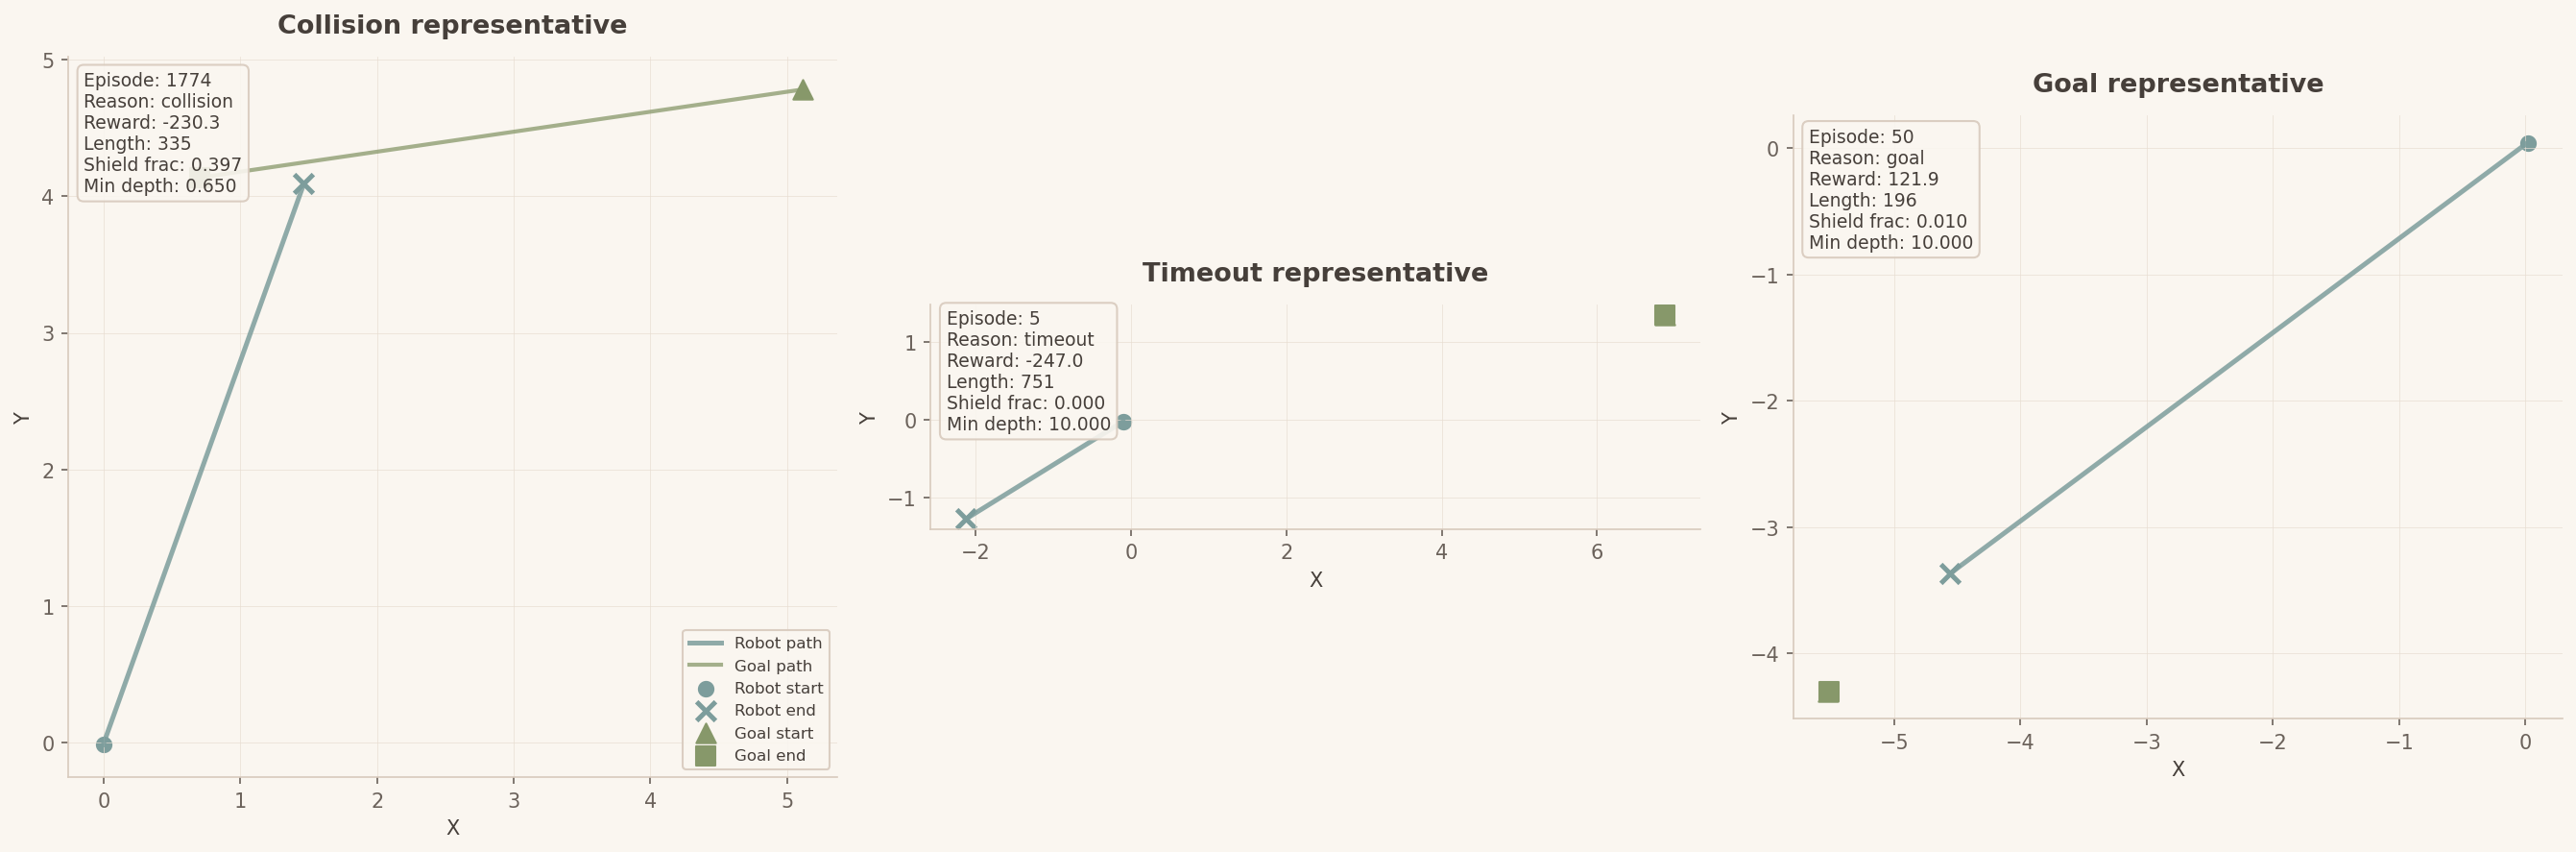 Collision representative
5
4
3
2
1
0
Y
Episode: 1774
Reason: collision
Reward: -230.3
Length: 335
Shield frac: 0.397
Min depth: 0.650
Robot path
Goal path
Robot start
Robot end
Goal start
Goal end
0 1 2 3 4 5
X
Timeout representative
1
0
−1
Y
Episode: 5
Reason: timeout
Reward: -247.0
Length: 751
Shield frac: 0.000
Min depth: 10.000
−2 0 2 4 6
X
Goal representative
0
−1
−2
−3
−4
Y
Episode: 50
Reason: goal
Reward: 121.9
Length: 196
Shield frac: 0.010
Min depth: 10.000
−5 −4 −3 −2 −1 0
X